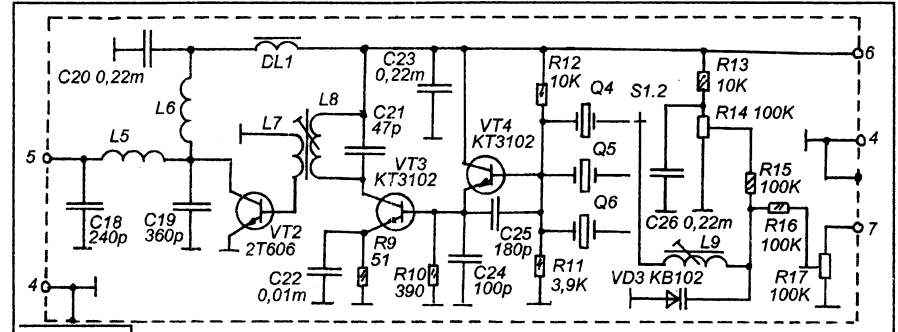 C20 0,22m
DL1
C23
0,22m
R12
10K
S1.2
R13
10K
6
L6
L7
L8
C21
47p
Q4
R14 100K
L5
VT4
KT3102
4
5
VT3
KT3102
Q5
R15
100K
C18
240p
C19
360p
VT2
2T606
R9
51
C25
180p
Q6
C26 0,22m
R16
100K
7
L9
4
C22
0,01m
R10
390
C24
100p
R11
3,9K
VD3 KB102
R17
100K